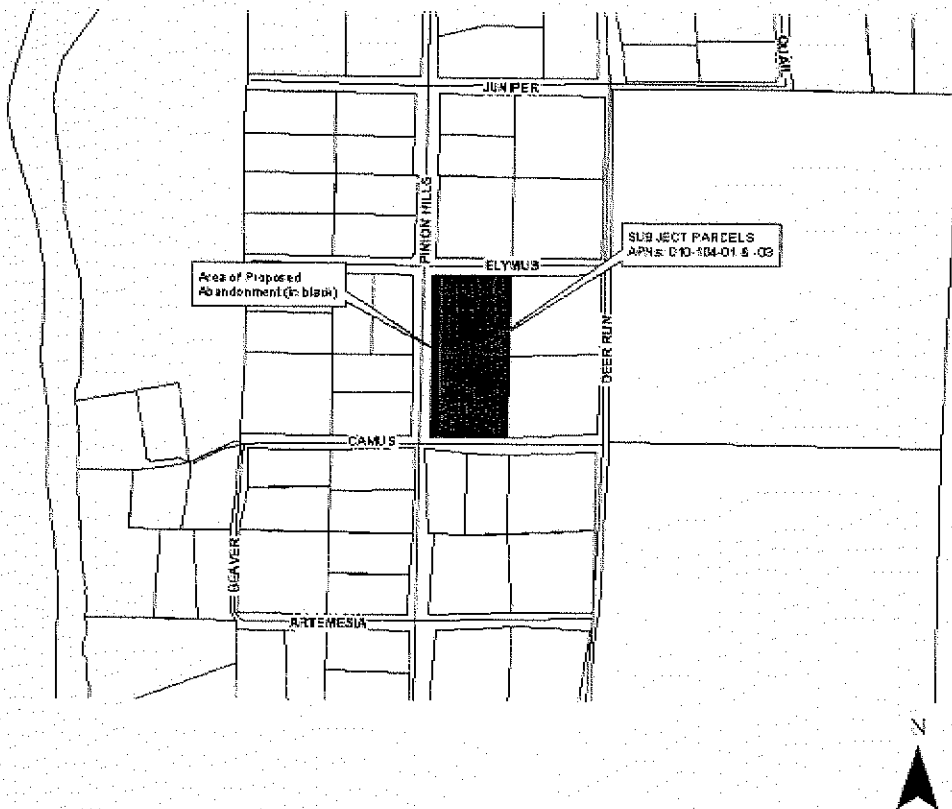 QUAIL
JUNIPER
PINION HILLS
SUBJECT PARCELS
APNs: 010-104-01 & -03
ELYMUS
Area of Proposed
Abandonment (in black)
DEER RUN
CAMUS
BEAVER
ARTEMESIA
N